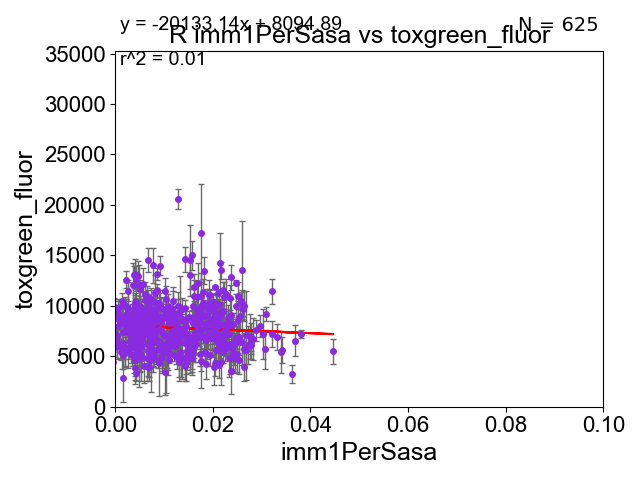 y = -20133.14x + 8094.89
N = 625
R imm1PerSasa vs toxgreen_fluor
r^2 = 0.01
35000
30000
25000
20000
15000
10000
5000
0
toxgreen_fluor
0.00 0.02 0.04 0.06 0.08 0.10
imm1PerSasa